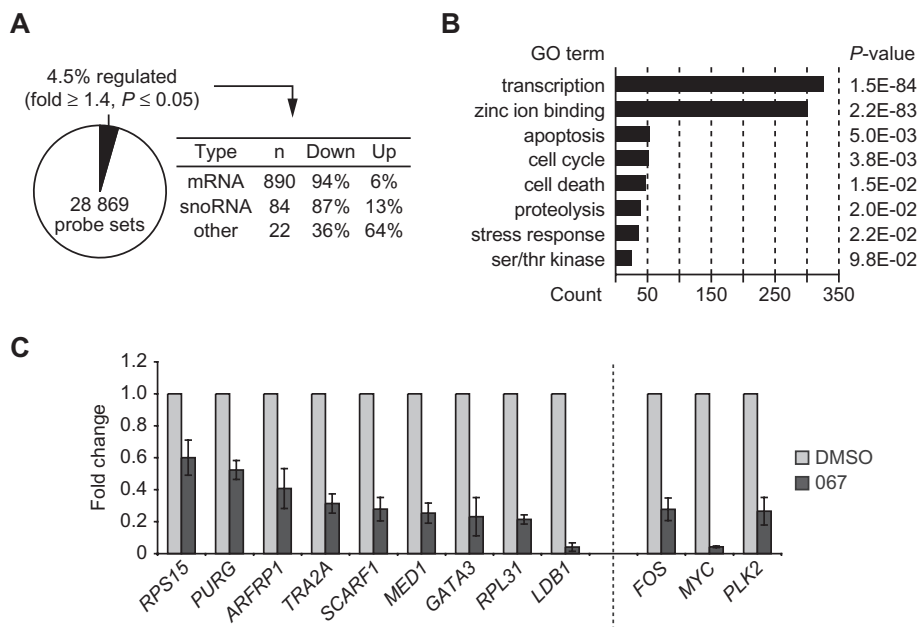 A
4.5% regulated
(fold ≥ 1.4, P ≤ 0.05)
28 869
probe sets
Type n Down Up
mRNA 890 94% 6%
snoRNA 84 87% 13%
other 22 36% 64%
B
GO term P-value
transcription 1.5E-84
zinc ion binding 2.2E-83
apoptosis 5.0E-03
cell cycle 3.8E-03
cell death 1.5E-02
proteolysis 2.0E-02
stress response 2.2E-02
ser/thr kinase 9.8E-02
Count 50 150 250 350
C
Fold change
1.2
1.0
0.8
0.6
0.4
0.2
0
RPS15 PURG ARFRP1 TRA2A SCARF1 MED1 GATA3 RPL31 LDB1 FOS MYC PLK2
DMSO
067